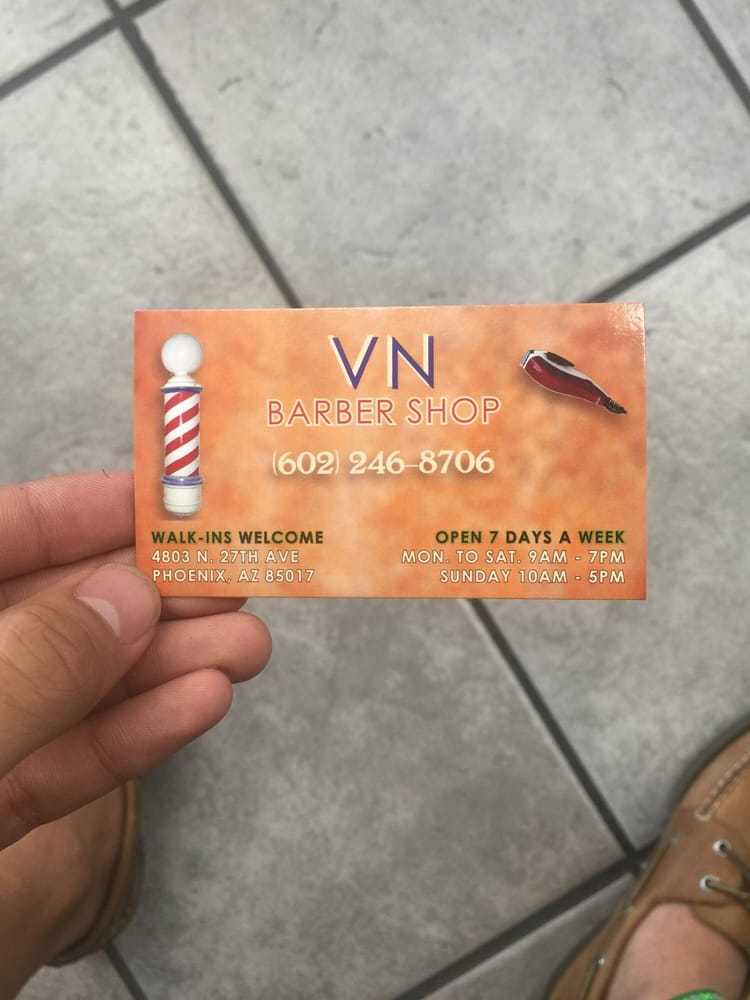 VN
BARBER SHOP
(602) 246-8706
WALK-INS WELCOME
4803 N. 27TH AVE
PHOENIX, AZ 85017
OPEN 7 DAYS A WEEK
MON. TO SAT. 9AM - 7PM
SUNDAY 10AM - 5PM